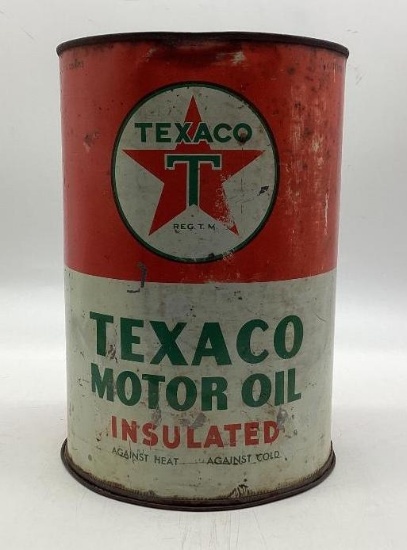 TEXACO
T
REG. T. M.
TEXACO
MOTOR OIL
INSULATED
AGAINST HEAT AGAINST COLD